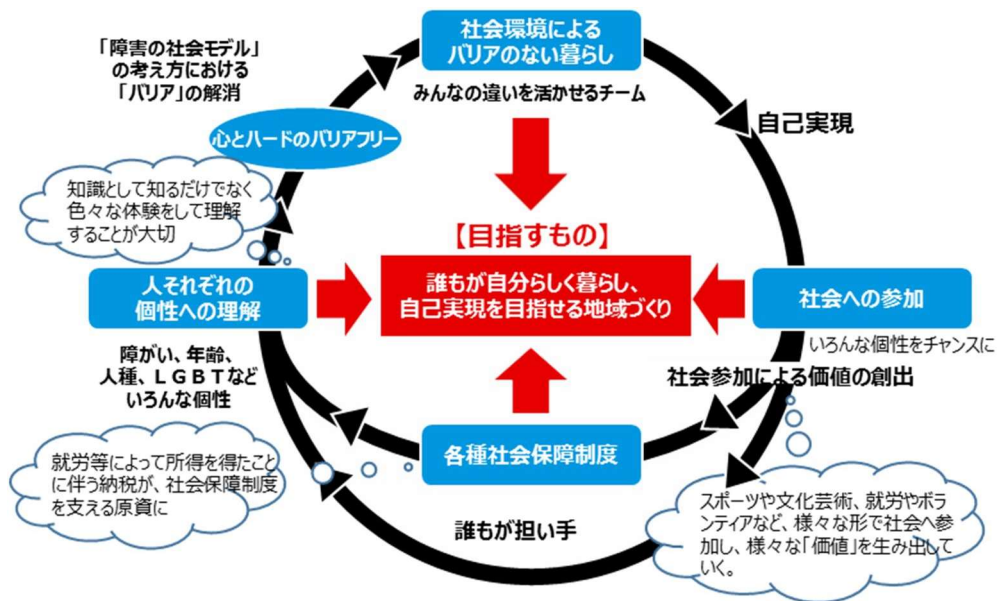 社会環境による
バリアのない暮らし
みんなの違いを活かせるチーム
「障害の社会モデル」
の考え方における
「バリア」の解消
心とハードのバリアフリー
自己実現
知識として知るだけでなく
色々な体験をして理解
することが大切
【目指すもの】
誰もが自分らしく暮らし、
自己実現を目指せる地域づくり
人それぞれの
個性への理解
社会への参加
障がい、年齢、
人種、ＬＧＢＴなど
いろんな個性
いろんな個性をチャンスに
社会参加による価値の創出
各種社会保障制度
就労等によって所得を得たこと
に伴う納税が、社会保障制度
を支える原資に
誰もが担い手
スポーツや文化芸術、就労やボラ
ンティアなど、様々な形で社会へ参
加し、様々な「価値」を生み出して
いく。